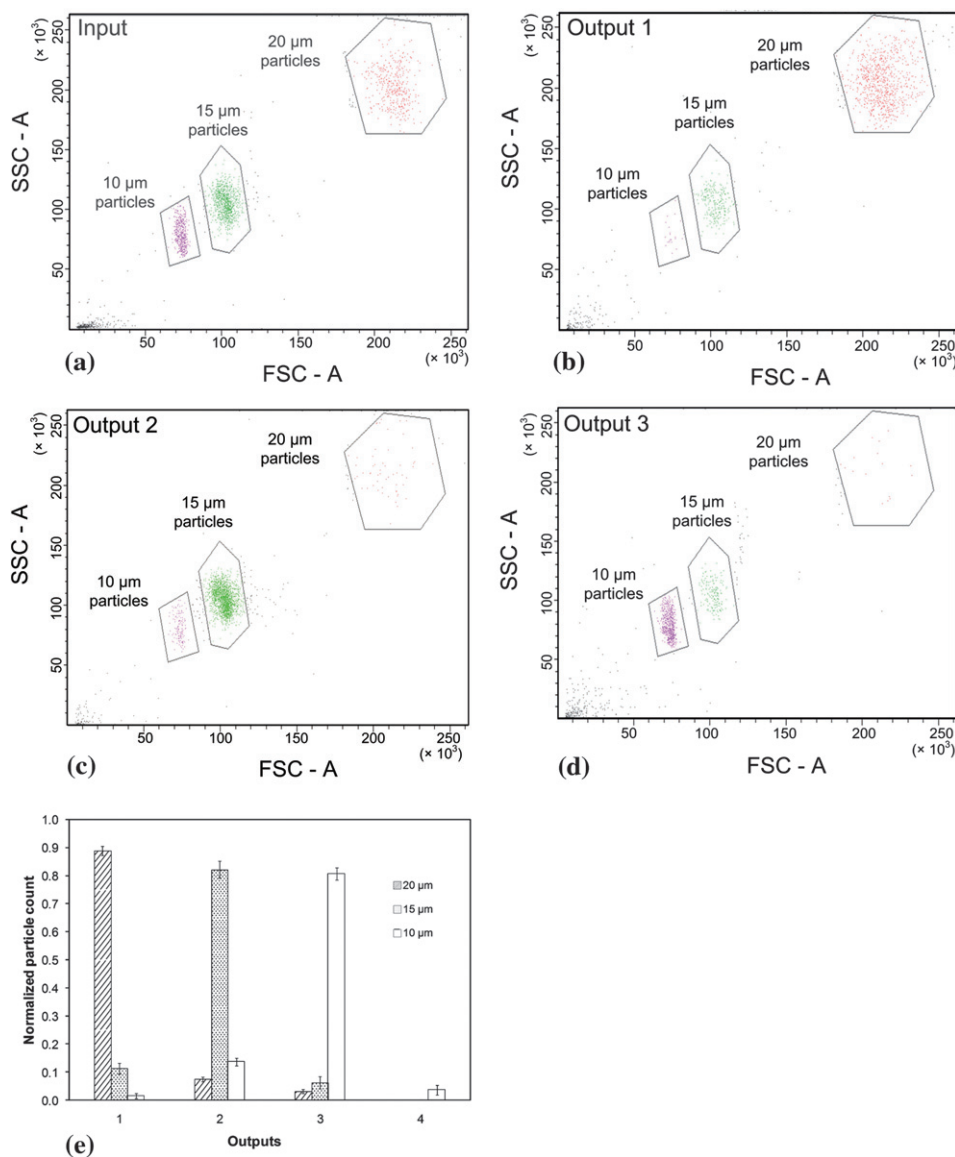 Input
(× 10³)
250
200
150
100
50
SSC - A
20 µm
particles
15 µm
particles
10 µm
particles
50 100 150 200 250
(× 10³)
FSC - A
(a)
Output 1
(× 10³)
250
200
150
100
50
SSC - A
20 µm
particles
15 µm
particles
10 µm
particles
50 100 150 200 250
(× 10³)
FSC - A
(b)
Output 2
(× 10³)
250
200
150
100
50
SSC - A
20 µm
particles
15 µm
particles
10 µm
particles
50 100 150 200 250
(× 10³)
FSC - A
(c)
Output 3
(× 10³)
250
200
150
100
50
SSC - A
20 µm
particles
15 µm
particles
10 µm
particles
50 100 150 200 250
(× 10³)
FSC - A
(d)
1.0
0.9
0.8
0.7
0.6
0.5
0.4
0.3
0.2
0.1
0.0
Normalized particle count
20 µm
15 µm
10 µm
1 2 3 4
Outputs
(e)